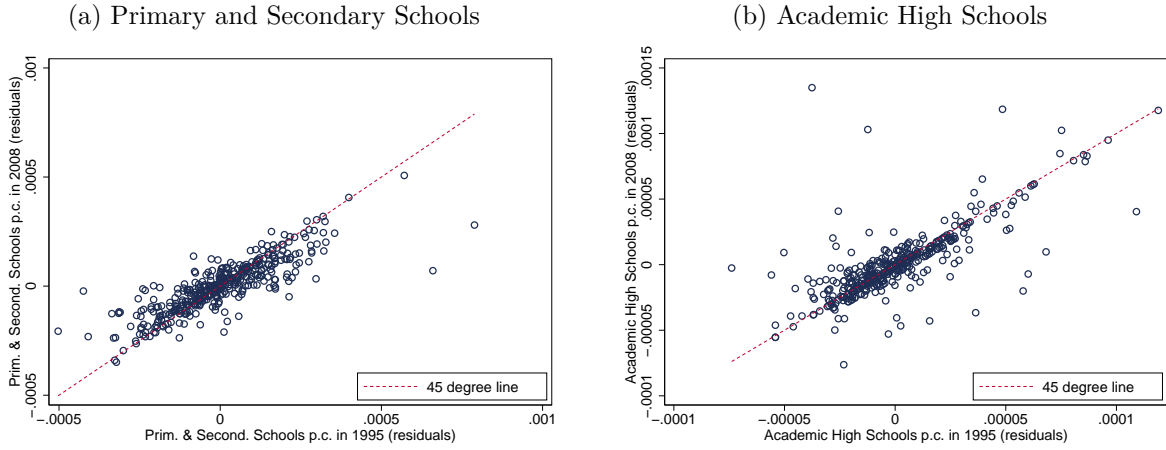 (a) Primary and Secondary Schools
Prim. & Second. Schools p.c. in 2008 (residuals)
.001
.0005
0
-.0005
-.0005
0
.0005
.001
45 degree line
Prim. & Second. Schools p.c. in 1995 (residuals)
(b) Academic High Schools
Academic High Schools p.c. in 2008 (residuals)
.00015
.0001
.00005
0
-.00005
-.0001
-.0001
-.00005
0
.00005
.0001
45 degree line
Academic High Schools p.c. in 1995 (residuals)